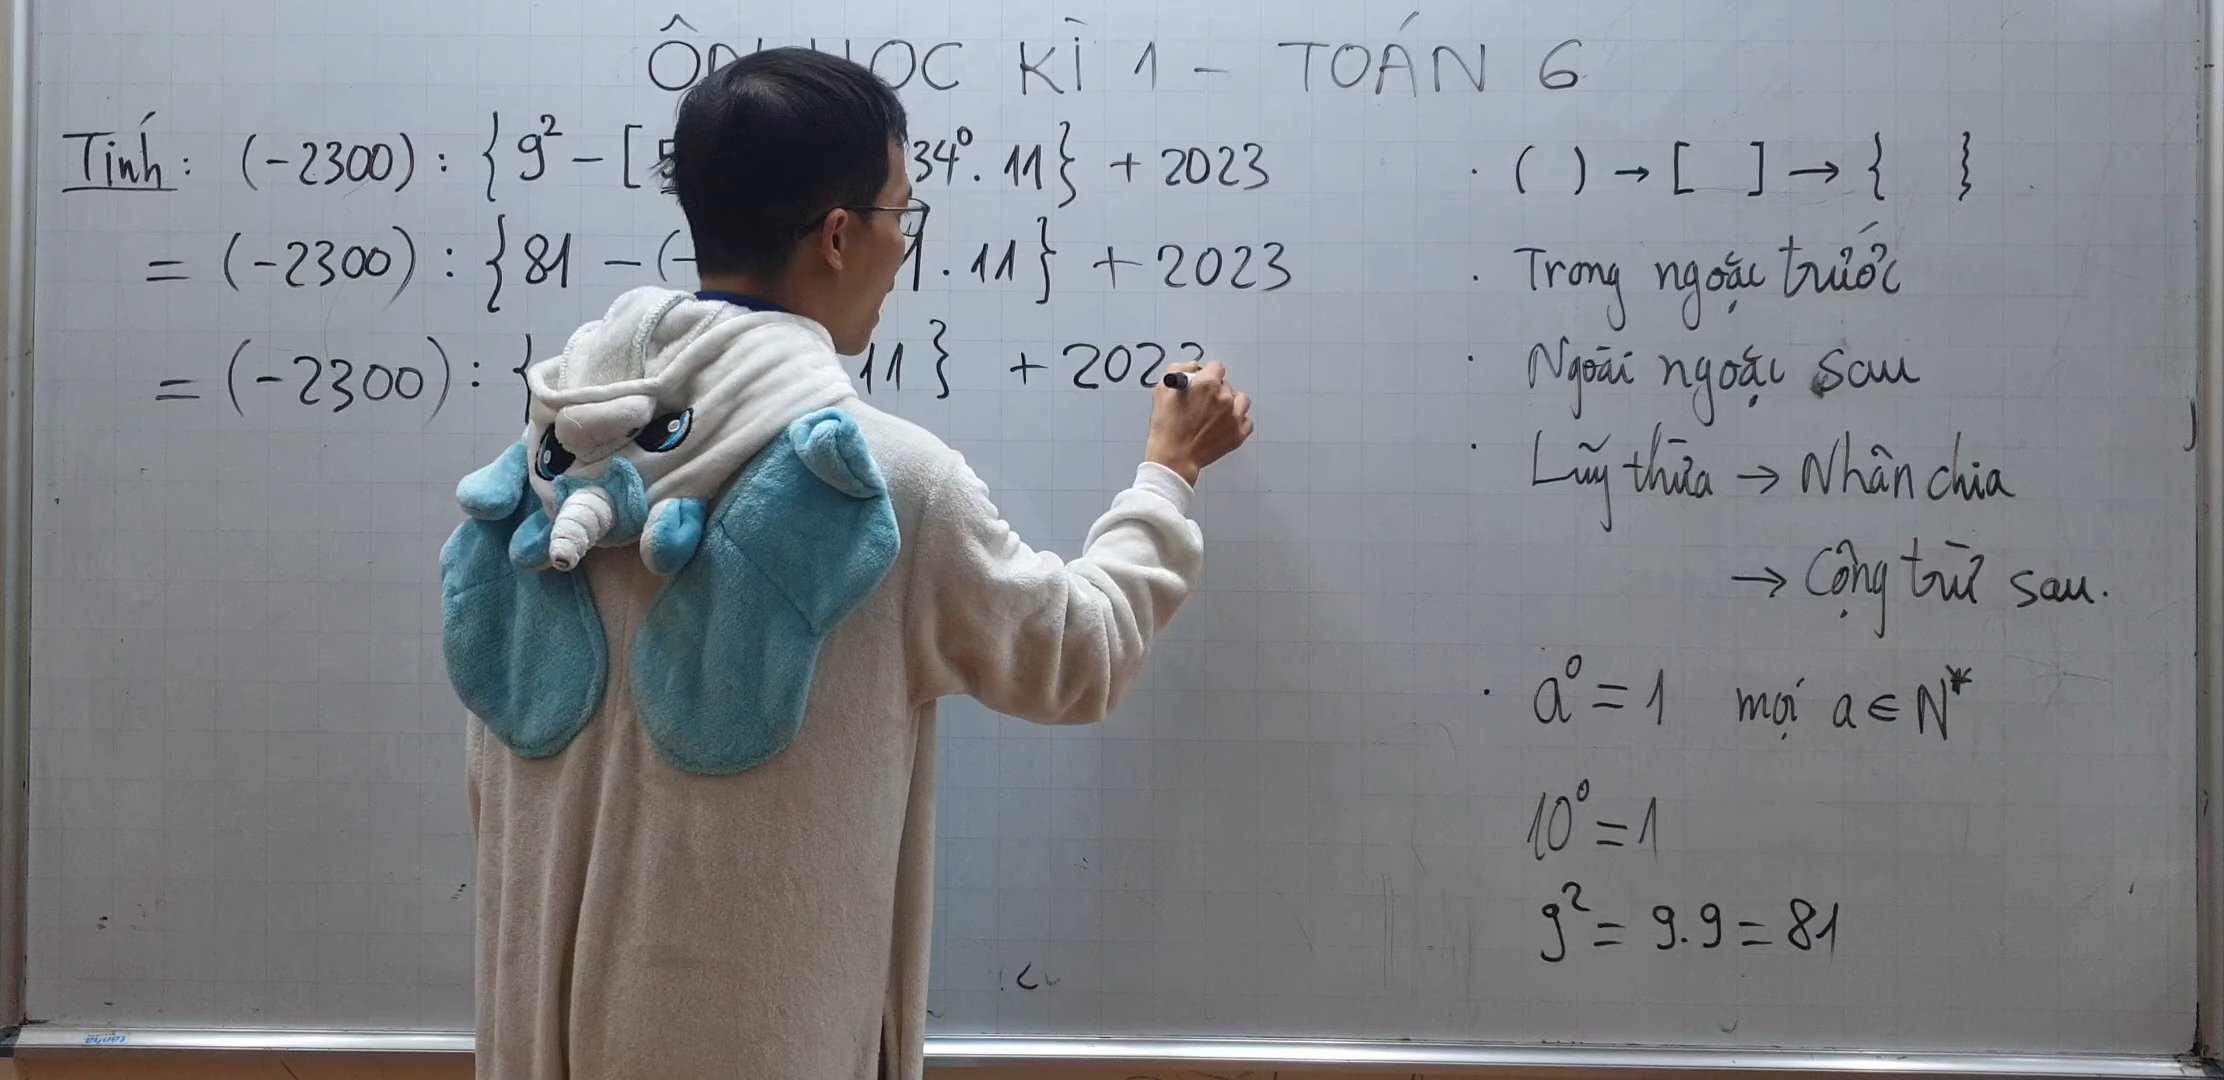 ÔN HỌC KÌ 1 - TOÁN 6
Tính: (-2300) : { 9² - [ 5 34⁰ . 11} + 2023
= (-2300) : { 81 - (- 1 . 11} + 2023
= (-2300) : { 11 } + 2023
. ( ) → [ ] → { }
. Trong ngoặc trước
. Ngoài ngoặc sau
. Lũy thừa → Nhân chia
→ Cộng trừ sau.
. a⁰ = 1 mọi a ∈ N*
10⁰ = 1
9² = 9.9 = 81